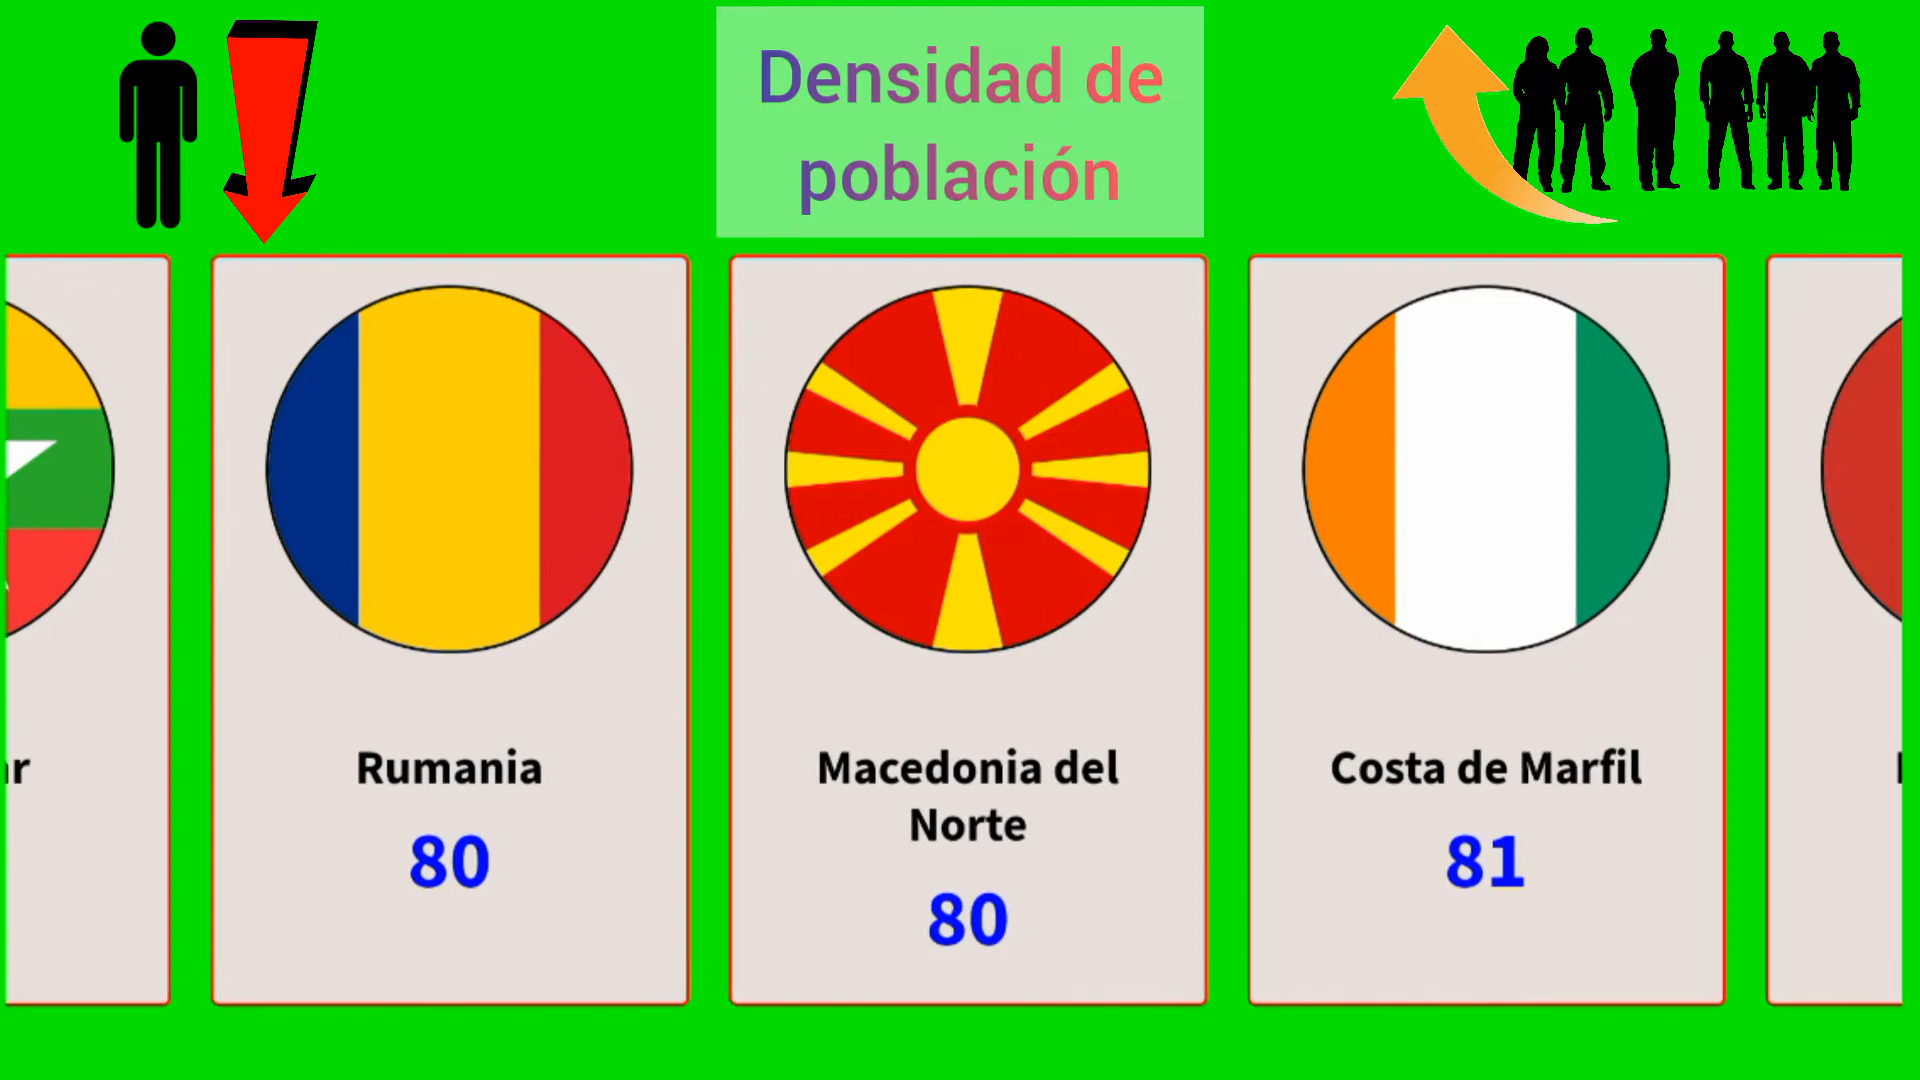 Densidad de
población
Rumania
80
Macedonia del
Norte
80
Costa de Marfil
81